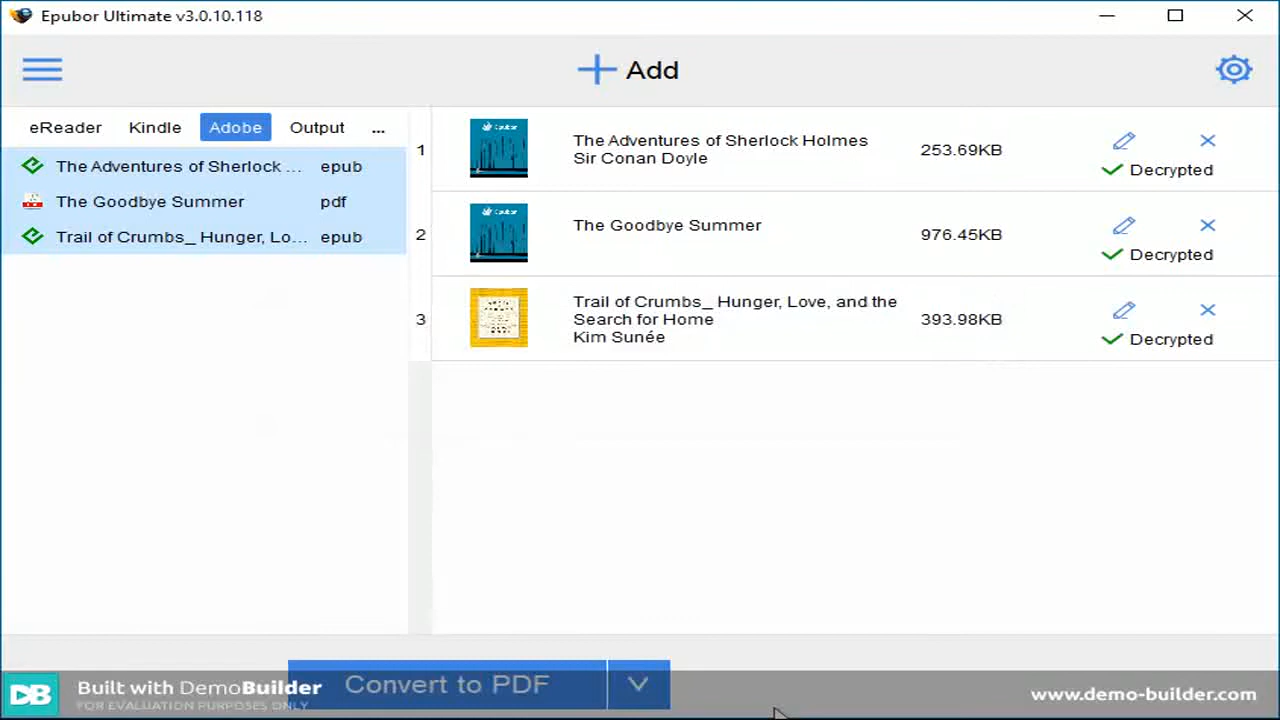 Epubor Ultimate v3.0.10.118
Add
eReader Kindle Adobe Output ...
The Adventures of Sherlock ... epub
The Goodbye Summer pdf
Trail of Crumbs_ Hunger, Lo... epub
1
The Adventures of Sherlock Holmes
Sir Conan Doyle
253.69KB
Decrypted
2
The Goodbye Summer
976.45KB
Decrypted
3
Trail of Crumbs_ Hunger, Love, and the
Search for Home
Kim Sunée
393.98KB
Decrypted
Convert to PDF
DB
Built with DemoBuilder
FOR EVALUATION PURPOSES ONLY
www.demo-builder.com